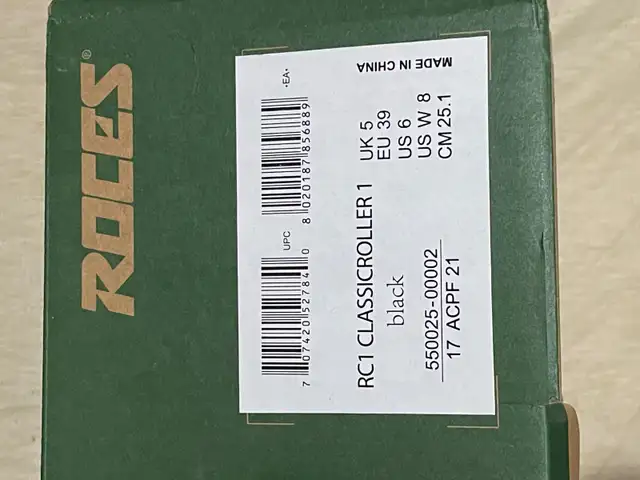 ROCES®
UPC
·EA·
7 07420 52784 0
8 020187 856889
RC1 CLASSICROLLER 1
black
550025-00002
17 ACPF 21
UK 5
EU 39
US 6
US W 8
CM 25.1
MADE IN CHINA